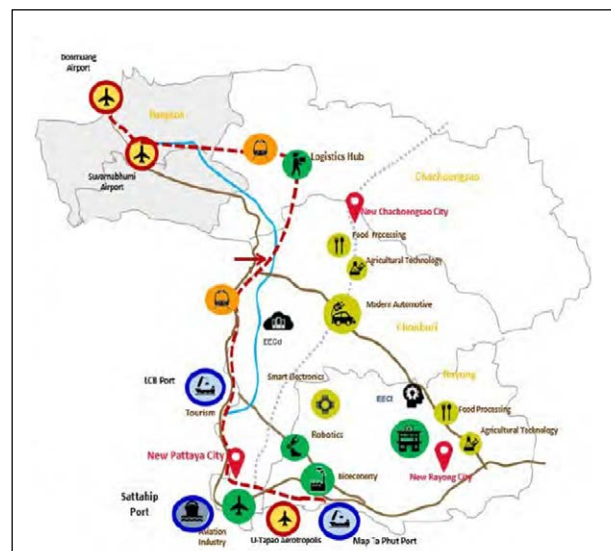 Donmuang
Airport
Suvarnabhumi
Airport
Logistics Hub
Chachoengsao
New Chachoengsao City
Food Processing
Agricultural Technology
Modern Automotive
Chonburi
EECd
LCB Port
Tourism
Smart Electronics
Rayong
EECi
Food Processing
Agricultural Technology
Robotics
New Pattaya City
New Rayong City
Bioeconomy
Sattahip
Port
Aviation
Industry
U-Tapao Aerotropolis
Map Ta Phut Port